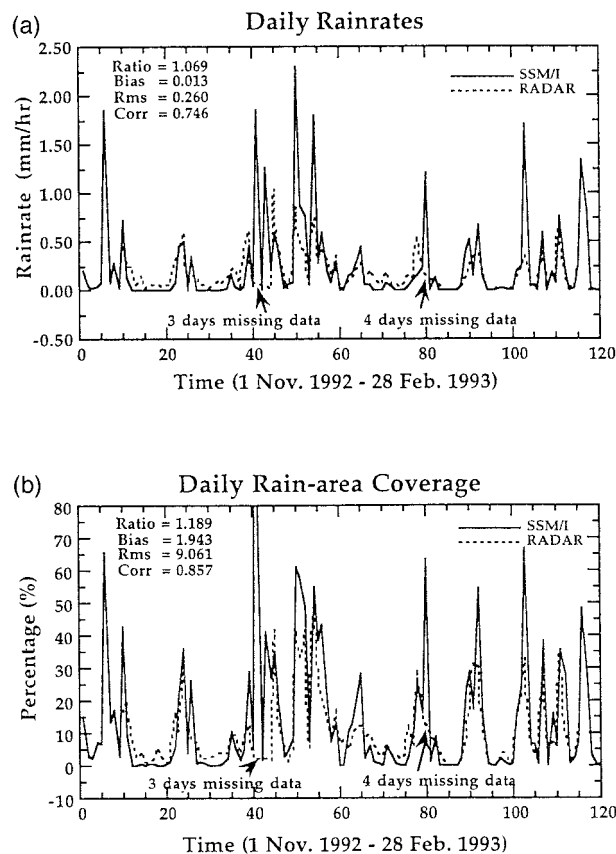 (a)
Daily Rainrates
Ratio = 1.069
Bias = 0.013
Rms = 0.260
Corr = 0.746
SSM/I
RADAR
Rainrate (mm/hr)
2.50
2.00
1.50
1.00
0.50
0.00
-0.50
3 days missing data
4 days missing data
0 20 40 60 80 100 120
Time (1 Nov. 1992 - 28 Feb. 1993)
(b)
Daily Rain-area Coverage
Ratio = 1.189
Bias = 1.943
Rms = 9.061
Corr = 0.857
SSM/I
RADAR
Percentage (%)
80
70
60
50
40
30
20
10
0
-10
3 days missing data
4 days missing data
0 20 40 60 80 100 120
Time (1 Nov. 1992 - 28 Feb. 1993)